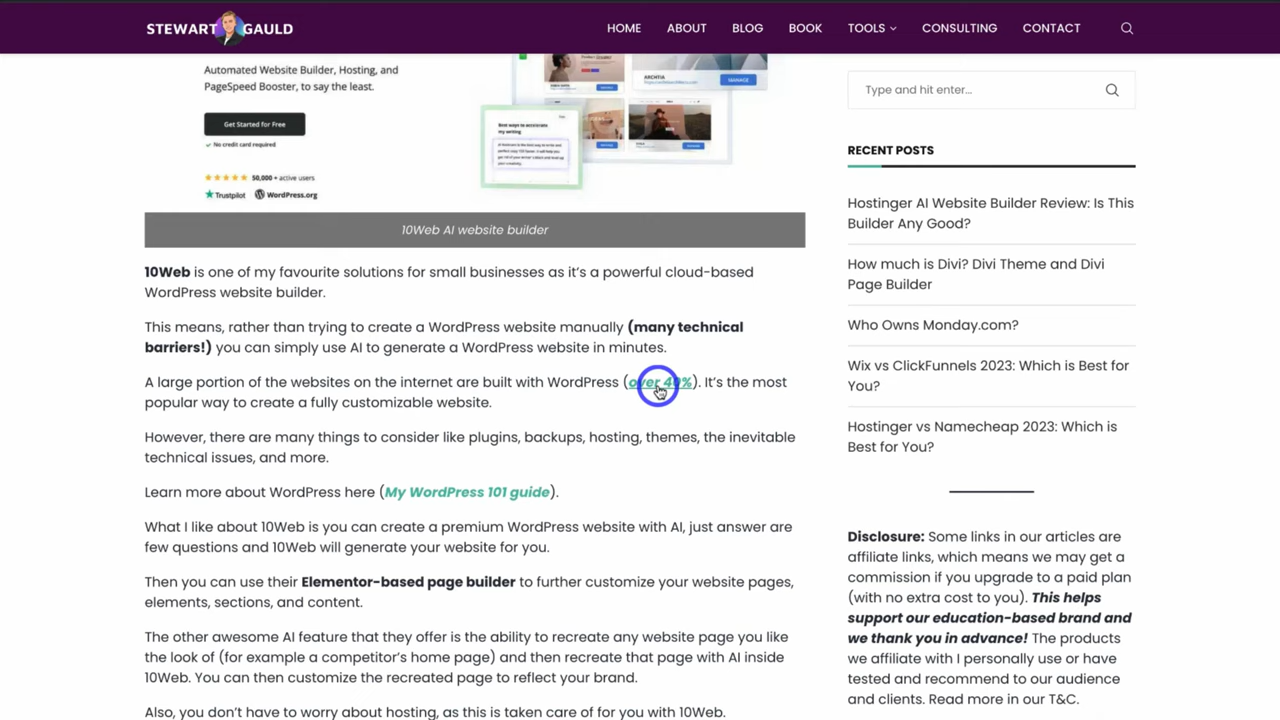 STEWART GAULD
HOME ABOUT BLOG BOOK TOOLS CONSULTING CONTACT
Automated Website Builder, Hosting, and
PageSpeed Booster, to say the least.
Get Started for Free
No credit card required
50,000 + active users
Trustpilot WordPress.org
ARCHYIA
MANAGE
Best ways to accelerate
my writing
10Web AI website builder
10Web is one of my favourite solutions for small businesses as it's a powerful cloud-based
WordPress website builder.
This means, rather than trying to create a WordPress website manually (many technical
barriers!) you can simply use AI to generate a WordPress website in minutes.
A large portion of the websites on the internet are built with WordPress (over 40%). It's the most
popular way to create a fully customizable website.
However, there are many things to consider like plugins, backups, hosting, themes, the inevitable
technical issues, and more.
Learn more about WordPress here (My WordPress 101 guide).
What I like about 10Web is you can create a premium WordPress website with AI, just answer are
few questions and 10Web will generate your website for you.
Then you can use their Elementor-based page builder to further customize your website pages,
elements, sections, and content.
The other awesome AI feature that they offer is the ability to recreate any website page you like
the look of (for example a competitor's home page) and then recreate that page with AI inside
10Web. You can then customize the recreated page to reflect your brand.
Also, you don't have to worry about hosting, as this is taken care of for you with 10Web.
Type and hit enter...
RECENT POSTS
Hostinger AI Website Builder Review: Is This
Builder Any Good?
How much is Divi? Divi Theme and Divi
Page Builder
Who Owns Monday.com?
Wix vs ClickFunnels 2023: Which is Best for
You?
Hostinger vs Namecheap 2023: Which is
Best for You?
Disclosure: Some links in our articles are
affiliate links, which means we may get a
commission if you upgrade to a paid plan
(with no extra cost to you). This helps
support our education-based brand and
we thank you in advance! The products
we affiliate with I personally use or have
tested and recommend to our audience
and clients. Read more in our T&C.